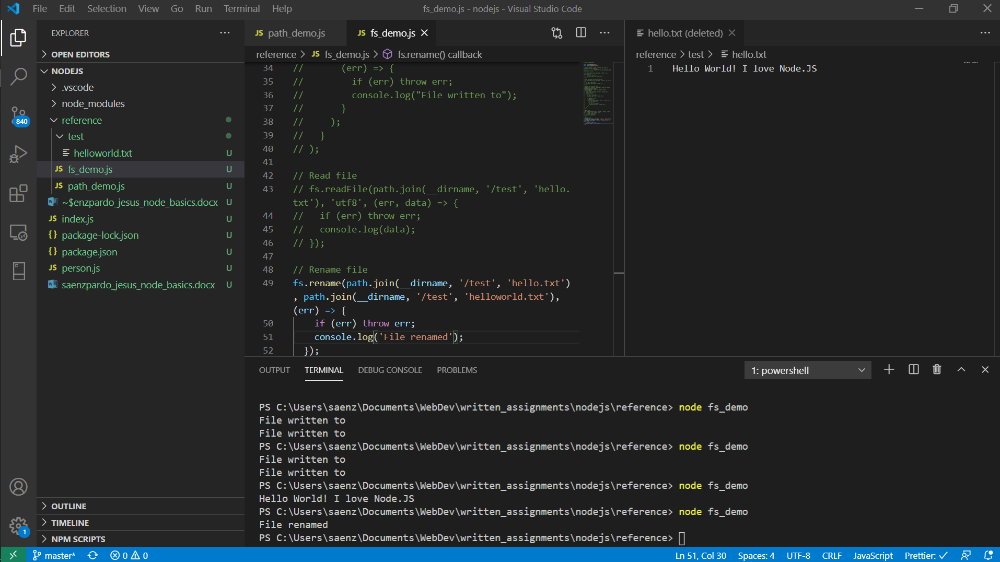 File Edit Selection View Go Run Terminal Help
fs_demo.js - nodejs - Visual Studio Code
EXPLORER
OPEN EDITORS
NODEJS
.vscode
node_modules
reference
test
helloworld.txt U
JS fs_demo.js U
JS path_demo.js U
~$enzpardo_jesus_node_basics.docx U
JS index.js U
{} package-lock.json U
{} package.json U
JS person.js U
saenzpardo_jesus_node_basics.docx U
OUTLINE
TIMELINE
NPM SCRIPTS
840
1
JS path_demo.js
JS fs_demo.js
reference > JS fs_demo.js > fs.rename() callback
34 //       (err) => {
35 //         if (err) throw err;
36 //         console.log("File written to");
37 //       }
38 //     );
39 //   }
40 // );
41
42 // Read file
43 // fs.readFile(path.join(__dirname, '/test', 'hello.
txt'), 'utf8', (err, data) => {
44 //   if (err) throw err;
45 //   console.log(data);
46 // });
47
48 // Rename file
49 fs.rename(path.join(__dirname, '/test', 'hello.txt')
, path.join(__dirname, '/test', 'helloworld.txt'),
(err) => {
50     if (err) throw err;
51     console.log('File renamed');
52   });
hello.txt (deleted)
reference > test > hello.txt
1 Hello World! I love Node.JS
OUTPUT TERMINAL DEBUG CONSOLE PROBLEMS
1: powershell
PS C:\Users\saenz\Documents\WebDev\written_assignments\nodejs\reference> node fs_demo
File written to
File written to
PS C:\Users\saenz\Documents\WebDev\written_assignments\nodejs\reference> node fs_demo
File written to
File written to
PS C:\Users\saenz\Documents\WebDev\written_assignments\nodejs\reference> node fs_demo
Hello World! I love Node.JS
PS C:\Users\saenz\Documents\WebDev\written_assignments\nodejs\reference> node fs_demo
File renamed
PS C:\Users\saenz\Documents\WebDev\written_assignments\nodejs\reference>
master* 0 0
Ln 51, Col 30 Spaces: 4 UTF-8 CRLF JavaScript Prettier: ✓